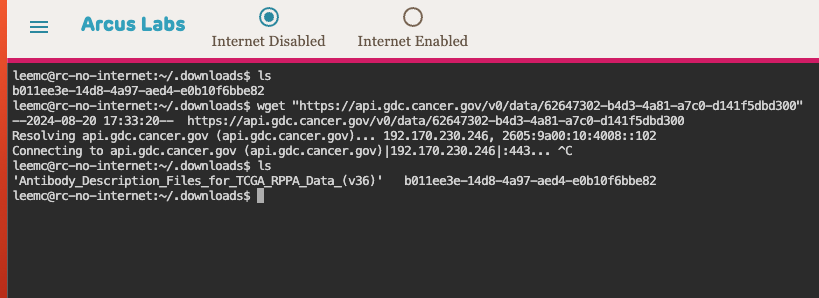 Arcus Labs
Internet Disabled
Internet Enabled
leemc@rc-no-internet:~/.downloads$ ls
b011ee3e-14d8-4a97-aed4-e0b10f6bbe82
leemc@rc-no-internet:~/.downloads$ wget "https://api.gdc.cancer.gov/v0/data/62647302-b4d3-4a81-a7c0-d141f5dbd300"
--2024-08-20 17:33:20--  https://api.gdc.cancer.gov/v0/data/62647302-b4d3-4a81-a7c0-d141f5dbd300
Resolving api.gdc.cancer.gov (api.gdc.cancer.gov)... 192.170.230.246, 2605:9a00:10:4008::102
Connecting to api.gdc.cancer.gov (api.gdc.cancer.gov)|192.170.230.246|:443... ^C
leemc@rc-no-internet:~/.downloads$ ls
'Antibody_Description_Files_for_TCGA_RPPA_Data_(v36)'   b011ee3e-14d8-4a97-aed4-e0b10f6bbe82
leemc@rc-no-internet:~/.downloads$